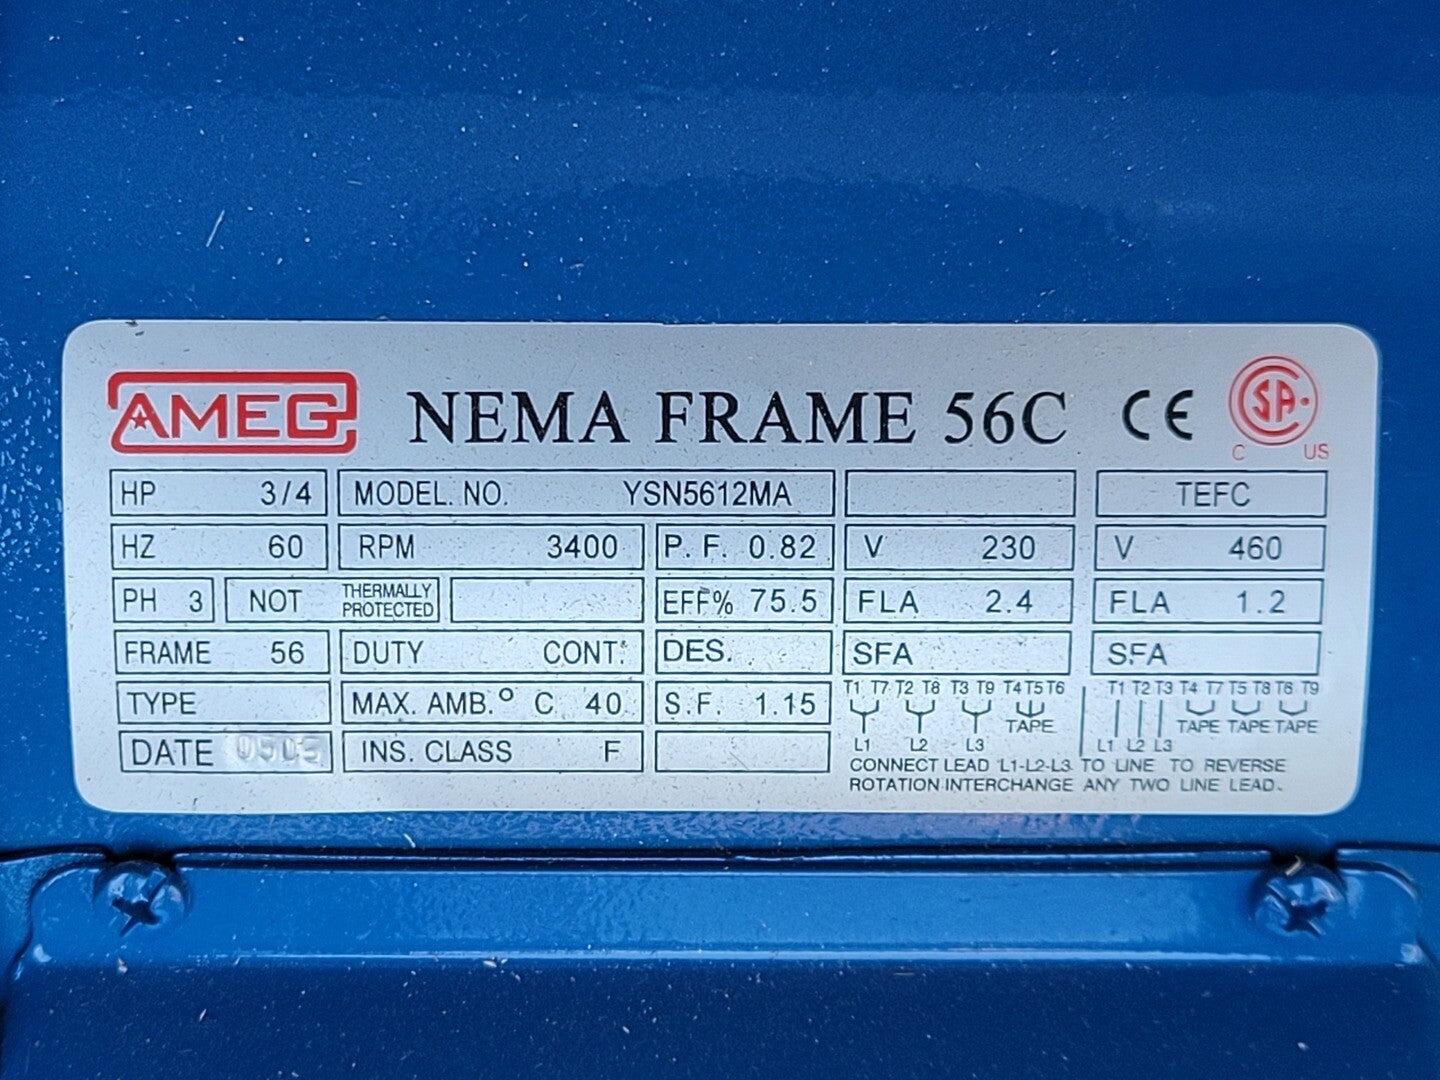 AMEG NEMA FRAME 56C CE CSA C US
HP 3/4 MODEL. NO. YSN5612MA TEFC
HZ 60 RPM 3400 P. F. 0.82 V 230 V 460
PH 3 NOT THERMALLY PROTECTED EFF% 75.5 FLA 2.4 FLA 1.2
FRAME 56 DUTY CONT. DES. SFA SFA
TYPE MAX. AMB.° C 40 S.F. 1.15
T1 T7 T2 T8 T3 T9 T4 T5 T6 T1 T2 T3 T4 T7 T5 T8 T6 T9
TAPE TAPE TAPE TAPE
L1 L2 L3 L1 L2 L3
DATE INS. CLASS F
CONNECT LEAD L1-L2-L3 TO LINE TO REVERSE
ROTATION INTERCHANGE ANY TWO LINE LEAD.